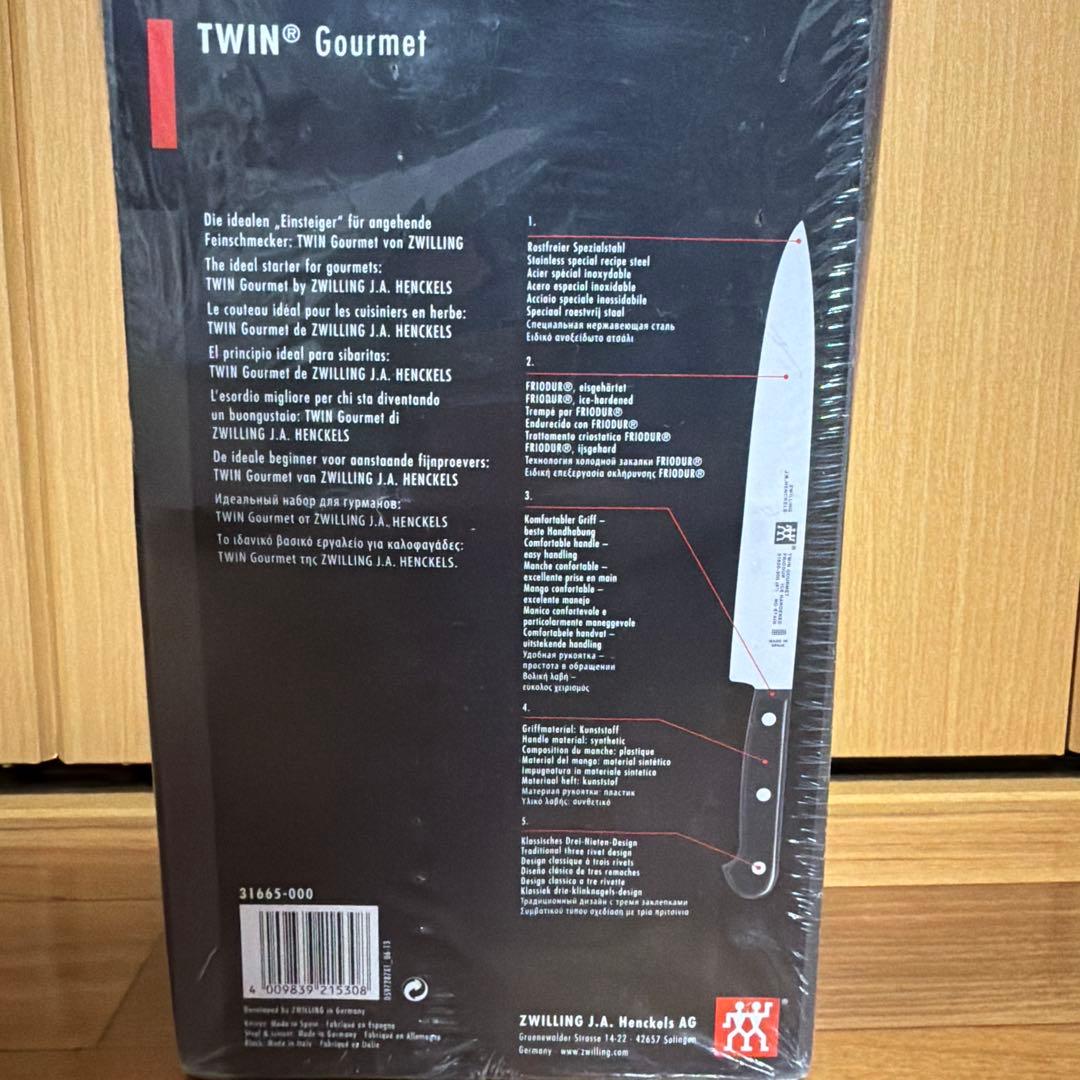 TWIN® Gourmet
Die idealen „Einsteiger“ für angehende
Feinschmecker: TWIN Gourmet von ZWILLING
The ideal starter for gourmets:
TWIN Gourmet by ZWILLING J.A. HENCKELS
Le couteau idéal pour les cuisiniers en herbe:
TWIN Gourmet de ZWILLING J.A. HENCKELS
El principio ideal para sibaritas:
TWIN Gourmet de ZWILLING J.A. HENCKELS
L'esordio migliore per chi sta diventando
un buongustaio: TWIN Gourmet di
ZWILLING J.A. HENCKELS
De ideale beginner voor aanstaande fijnproevers:
TWIN Gourmet van ZWILLING J.A. HENCKELS
Идеальный набор для гурманов:
TWIN Gourmet от ZWILLING J.A. HENCKELS
Το ιδανικό βασικό εργαλείο για καλοφαγάδες:
TWIN Gourmet της ZWILLING J.A. HENCKELS.
1.
Rostfreier Spezialstahl
Stainless special recipe steel
Acier spécial inoxydable
Acero especial inoxidable
Acciaio speciale inossidabile
Speciaal roestvrij staal
Специальная нержавеющая сталь
Ειδικό ανοξείδωτο ατσάλι
2.
FRIODUR®, eisgehärtet
FRIODUR®, ice-hardened
Trempé par FRIODUR®
Endurecido con FRIODUR®
Trattamento criostatico FRIODUR®
FRIODUR®, ijsgehard
Технология холодной закалки FRIODUR®
Ειδική επεξεργασία σκλήρυνσης FRIODUR®
3.
Komfortabler Griff –
beste Handhabung
Comfortable handle –
easy handling
Manche confortable –
excellente prise en main
Mango confortable –
excelente manejo
Manico confortevole e
particolarmente maneggevole
Comfortabele handvat –
uitstekende handling
Удобная рукоятка –
простота в обращении
Βολική λαβή –
εύκολος χειρισμός
4.
Griffmaterial: Kunststoff
Handle material: synthetic
Composition du manche: plastique
Material del mango: material sintético
Impugnatura in materiale sintetico
Materiaal heft: kunststof
Материал рукоятки: пластик
Υλικό λαβής: συνθετικό
5.
Klassisches Drei-Nieten-Design
Traditional three rivet design
Design classique à trois rivets
Diseño clásico de tres remaches
Design classico a tre rivette
Klassiek drie-klinknagels-design
Традиционный дизайн с тремя заклепками
Συμβατικού τύπου σχεδίαση με τρία πριτσίνια
ZWILLING
J.A. HENCKELS
TWIN GOURMET
FRIODUR ICE HARDENED
31665-000
4 009839 215308
Developed by ZWILLING in Germany
Knives: Made in Spain Fabriqué en Espagne
Made in Germany Fabriqué en Allemagne
Block: Made in Italy Fabriqué en Italie
ZWILLING J.A. Henckels AG
Gruenewalder Strasse 14-22 · 42657 Solingen
Germany · www.zwilling.com